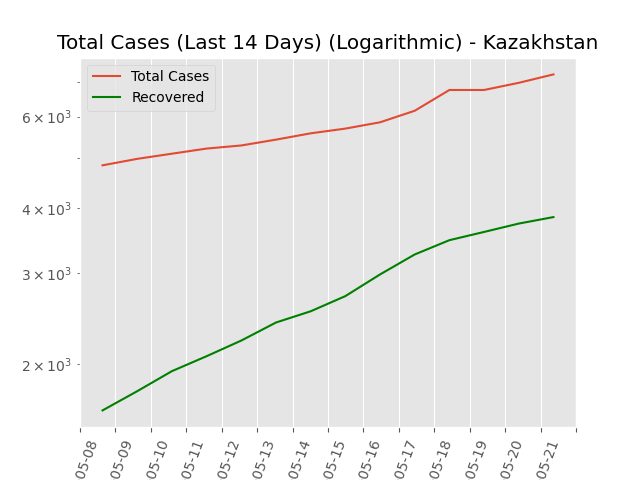 Total Cases (Last 14 Days) (Logarithmic) - Kazakhstan
Total Cases
Recovered
6 × 10³
4 × 10³
3 × 10³
2 × 10³
05-08
05-09
05-10
05-11
05-12
05-13
05-14
05-15
05-16
05-17
05-18
05-19
05-20
05-21